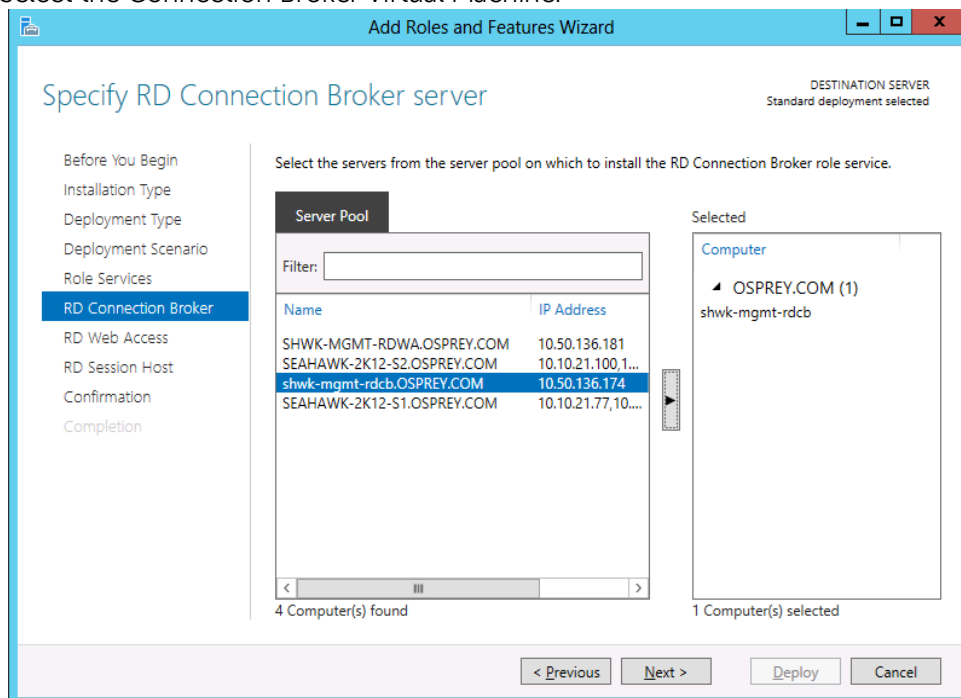 select the Connection Broker Virtual Machine.
Add Roles and Features Wizard
Specify RD Connection Broker server
DESTINATION SERVER
Standard deployment selected
Before You Begin
Installation Type
Deployment Type
Deployment Scenario
Role Services
RD Connection Broker
RD Web Access
RD Session Host
Confirmation
Completion
Select the servers from the server pool on which to install the RD Connection Broker role service.
Server Pool
Filter:
Name IP Address
SHWK-MGMT-RDWA.OSPREY.COM 10.50.136.181
SEAHAWK-2K12-S2.OSPREY.COM 10.10.21.100,1...
shwk-mgmt-rdcb.OSPREY.COM 10.50.136.174
SEAHAWK-2K12-S1.OSPREY.COM 10.10.21.77,10....
4 Computer(s) found
Selected
Computer
OSPREY.COM (1)
shwk-mgmt-rdcb
1 Computer(s) selected
< Previous Next > Deploy Cancel